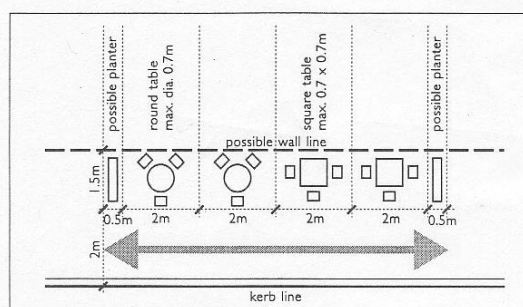 possible planter
round table
max. dia. 0.7m
square table
max. 0.7 x 0.7m
possible planter
possible wall line
1.5m
0.5m
2m
2m
2m
2m
0.5m
2m
kerb line